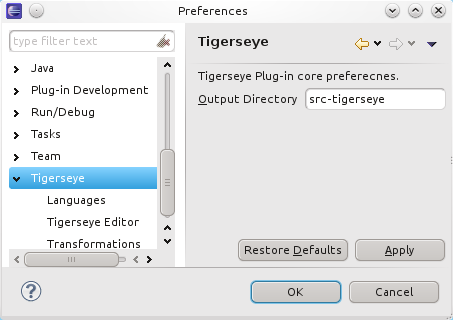 Preferences
type filter text
Java
Plug-in Development
Run/Debug
Tasks
Team
Tigerseye
Languages
Tigerseye Editor
Transformations
Tigerseye
Tigerseye Plug-in core preferecnes.
Output Directory src-tigerseye
Restore Defaults Apply
? OK Cancel